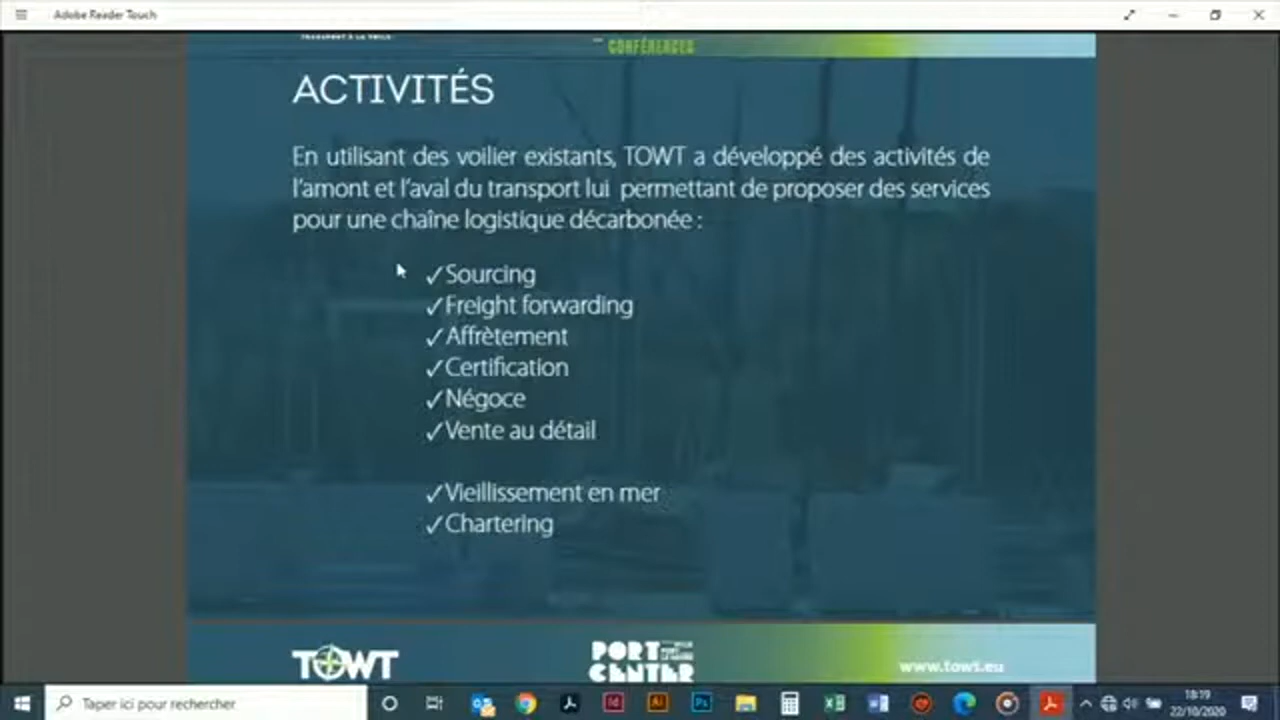 Adobe Reader Touch
TRANSPORT À LA VOILE
CONFÉRENCES
ACTIVITÉS
En utilisant des voilier existants, TOWT a développé des activités de
l'amont et l'aval du transport lui permettant de proposer des services
pour une chaîne logistique décarbonée :
✓Sourcing
✓Freight forwarding
✓Affrètement
✓Certification
✓Négoce
✓Vente au détail
✓Vieillissement en mer
✓Chartering
TOWT
PORT
CENTER
www.towt.eu
Taper ici pour rechercher
18:19
22/10/2020